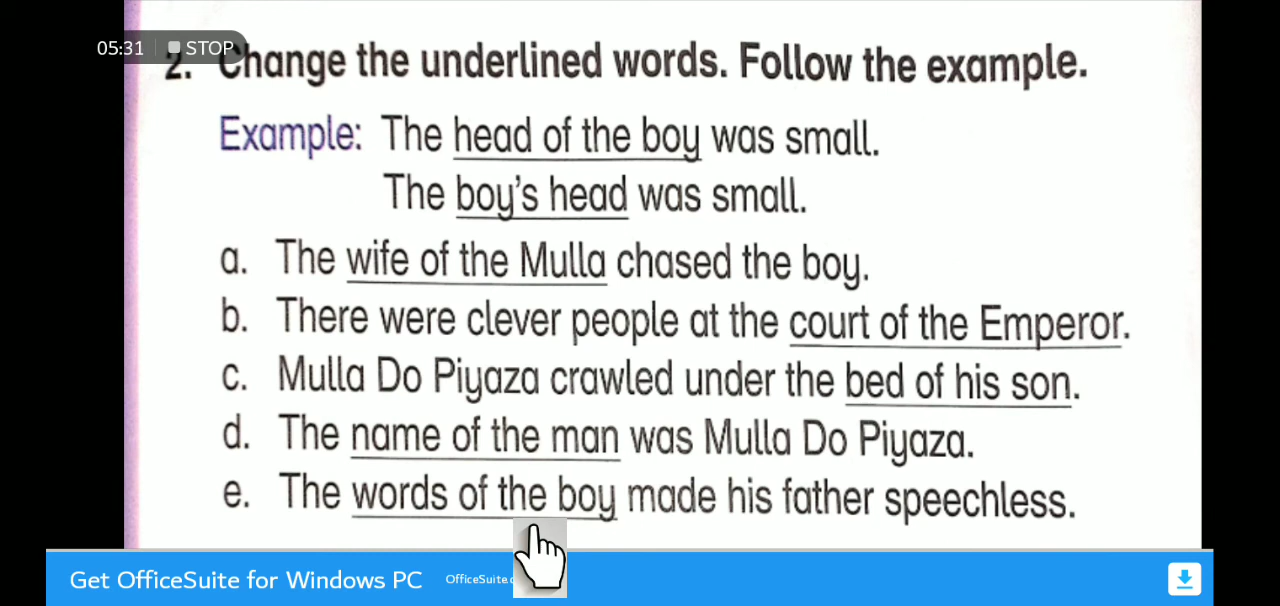 05:31 STOP
2. Change the underlined words. Follow the example.
Example: The head of the boy was small.
The boy's head was small.
a. The wife of the Mulla chased the boy.
b. There were clever people at the court of the Emperor.
c. Mulla Do Piyaza crawled under the bed of his son.
d. The name of the man was Mulla Do Piyaza.
e. The words of the boy made his father speechless.
Get OfficeSuite for Windows PC